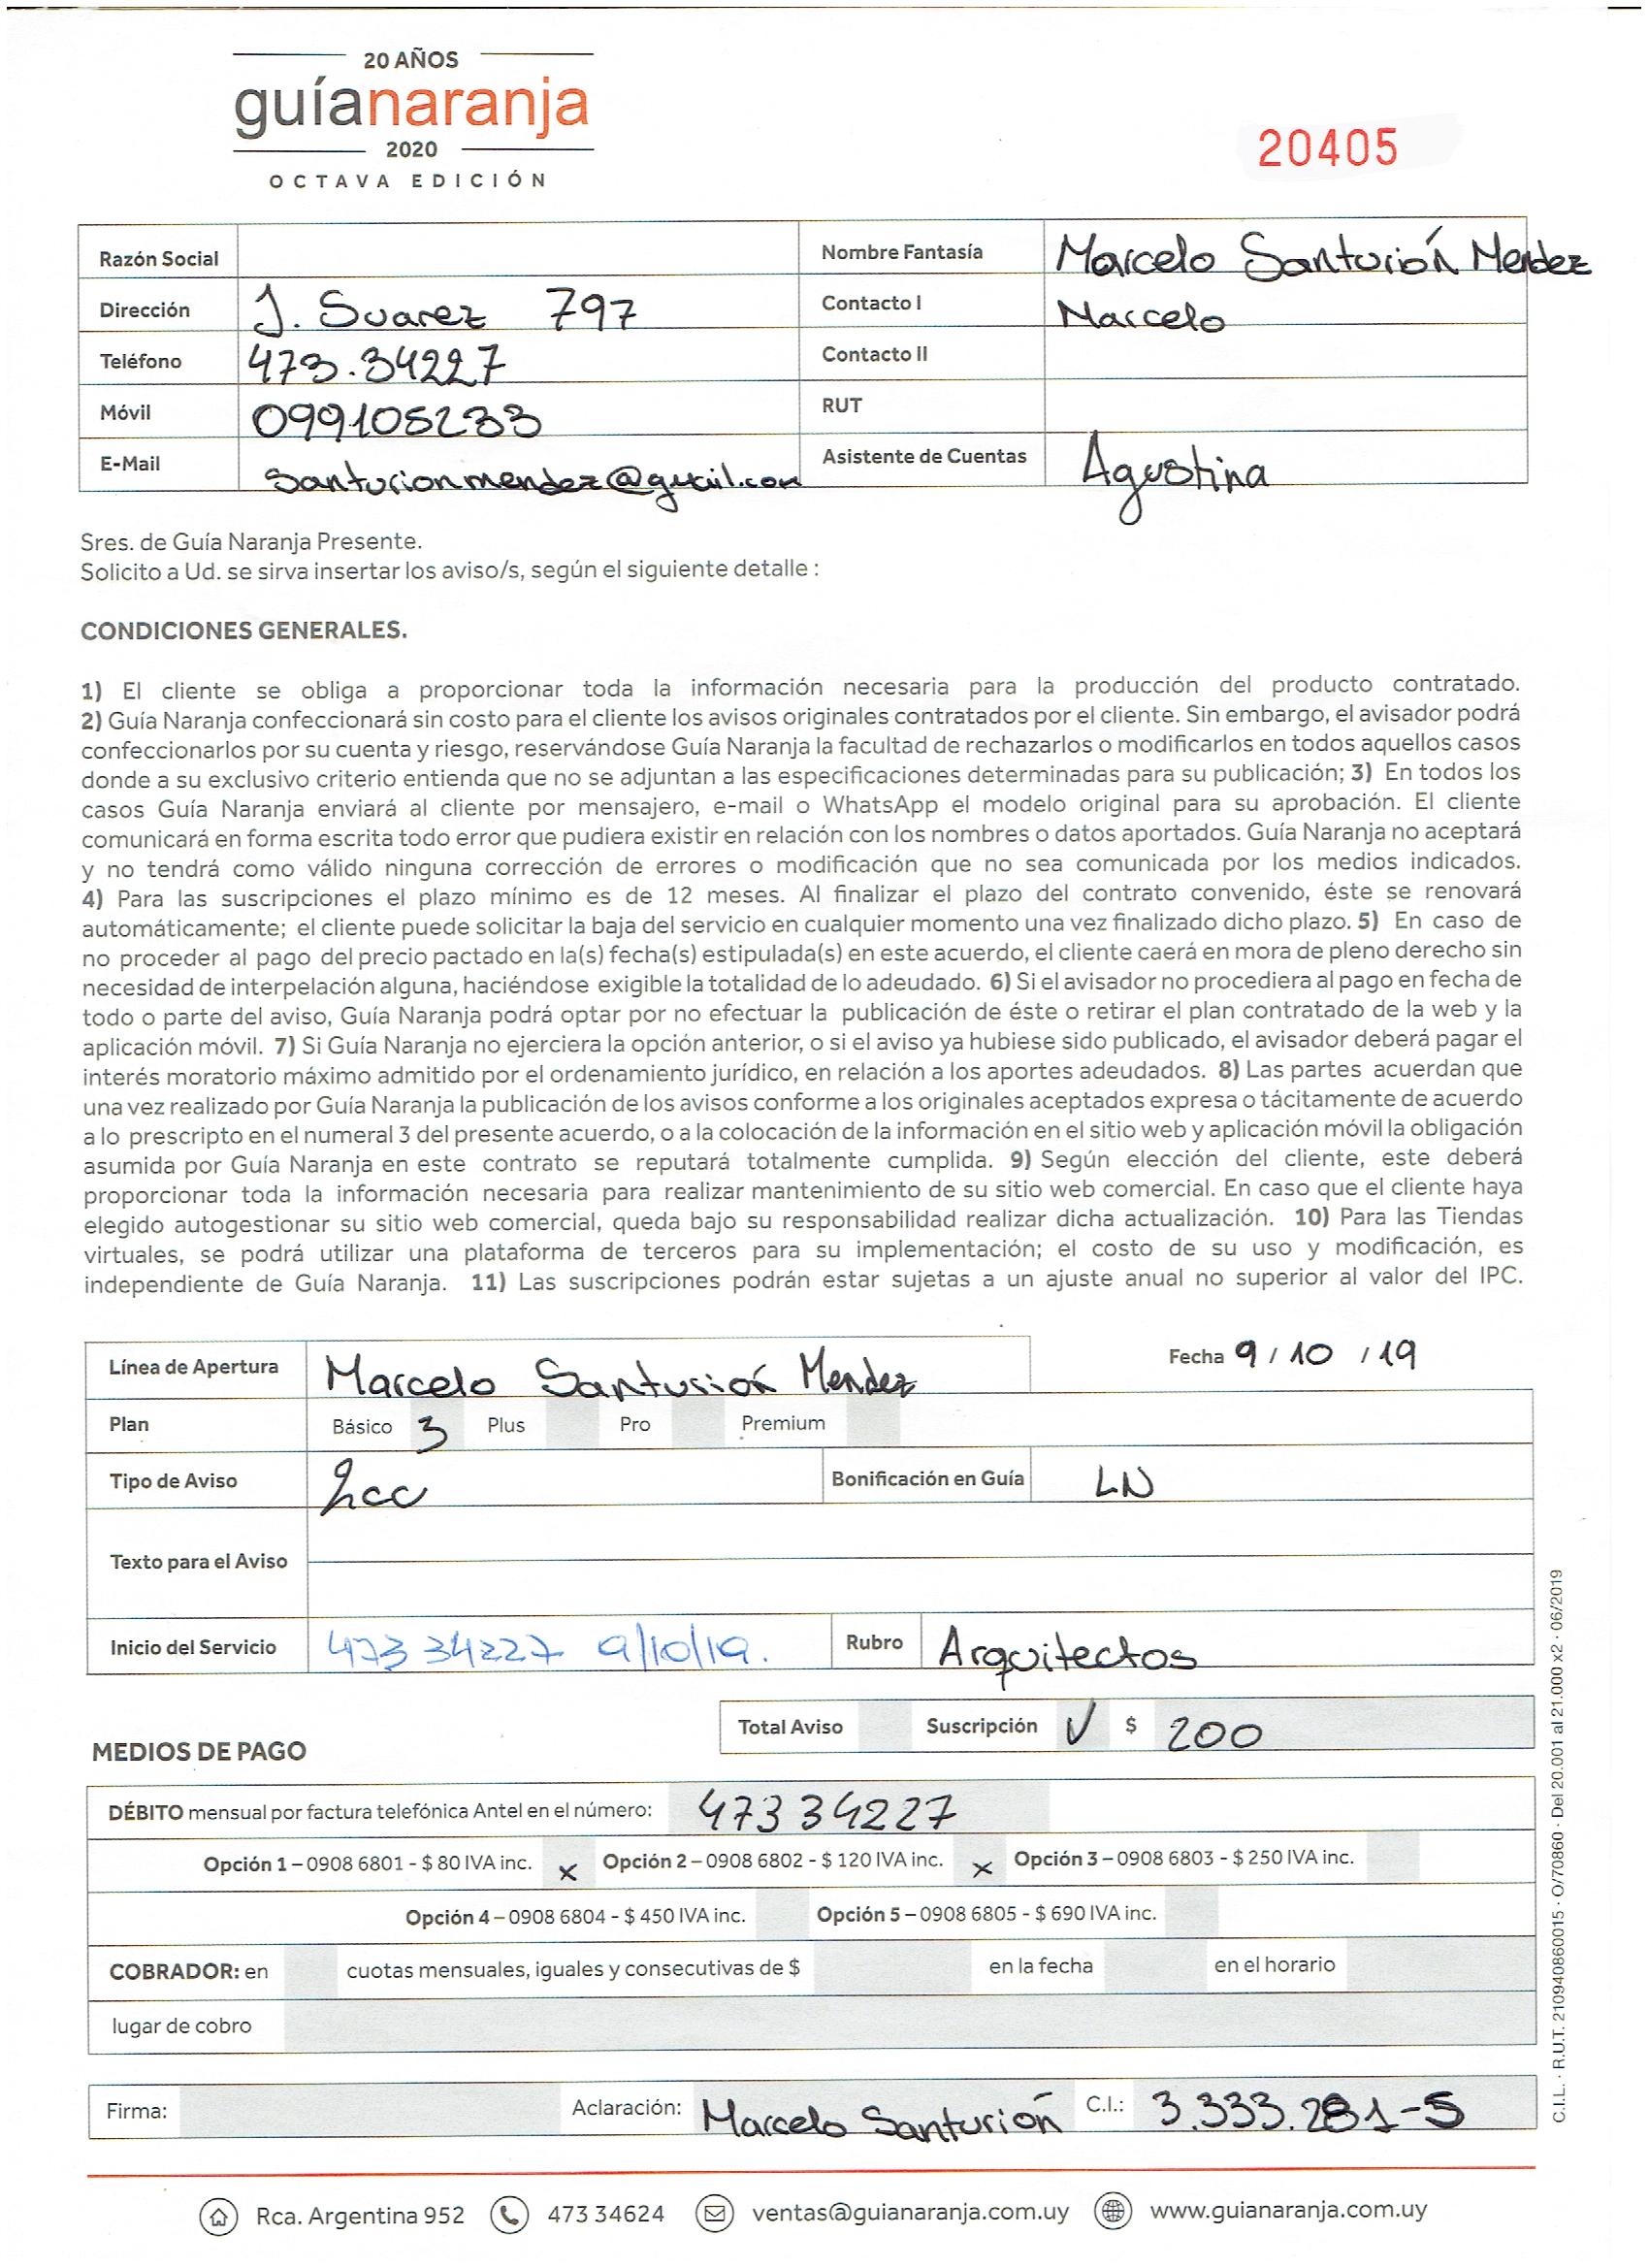 20 AÑOS
guíanaranja
2020
OCTAVA EDICIÓN
20405
Razón Social
Nombre Fantasía Marcelo Santurión Mendez
Dirección J. Suarez 797
Contacto I Marcelo
Teléfono 473.34227
Contacto II
Móvil 099105233
RUT
E-Mail santurionmendez@gmail.com
Asistente de Cuentas Agustina
Sres. de Guía Naranja Presente.
Solicito a Ud. se sirva insertar los aviso/s, según el siguiente detalle :
CONDICIONES GENERALES.
1) El cliente se obliga a proporcionar toda la información necesaria para la producción del producto contratado.
2) Guía Naranja confeccionará sin costo para el cliente los avisos originales contratados por el cliente. Sin embargo, el avisador podrá
confeccionarlos por su cuenta y riesgo, reservándose Guía Naranja la facultad de rechazarlos o modificarlos en todos aquellos casos
donde a su exclusivo criterio entienda que no se adjuntan a las especificaciones determinadas para su publicación; 3) En todos los
casos Guía Naranja enviará al cliente por mensajero, e-mail o WhatsApp el modelo original para su aprobación. El cliente
comunicará en forma escrita todo error que pudiera existir en relación con los nombres o datos aportados. Guía Naranja no aceptará
y no tendrá como válido ninguna corrección de errores o modificación que no sea comunicada por los medios indicados.
4) Para las suscripciones el plazo mínimo es de 12 meses. Al finalizar el plazo del contrato convenido, éste se renovará
automáticamente; el cliente puede solicitar la baja del servicio en cualquier momento una vez finalizado dicho plazo. 5) En caso de
no proceder al pago del precio pactado en la(s) fecha(s) estipulada(s) en este acuerdo, el cliente caerá en mora de pleno derecho sin
necesidad de interpelación alguna, haciéndose exigible la totalidad de lo adeudado. 6) Si el avisador no procediera al pago en fecha de
todo o parte del aviso, Guía Naranja podrá optar por no efectuar la publicación de éste o retirar el plan contratado de la web y la
aplicación móvil. 7) Si Guía Naranja no ejerciera la opción anterior, o si el aviso ya hubiese sido publicado, el avisador deberá pagar el
interés moratorio máximo admitido por el ordenamiento jurídico, en relación a los aportes adeudados. 8) Las partes acuerdan que
una vez realizado por Guía Naranja la publicación de los avisos conforme a los originales aceptados expresa o tácitamente de acuerdo
a lo prescripto en el numeral 3 del presente acuerdo, o a la colocación de la información en el sitio web y aplicación móvil la obligación
asumida por Guía Naranja en este contrato se reputará totalmente cumplida. 9) Según elección del cliente, este deberá
proporcionar toda la información necesaria para realizar mantenimiento de su sitio web comercial. En caso que el cliente haya
elegido autogestionar su sitio web comercial, queda bajo su responsabilidad realizar dicha actualización. 10) Para las Tiendas
virtuales, se podrá utilizar una plataforma de terceros para su implementación; el costo de su uso y modificación, es
independiente de Guía Naranja. 11) Las suscripciones podrán estar sujetas a un ajuste anual no superior al valor del IPC.
Línea de Apertura Marcelo Santurión Mendez
Fecha 9 / 10 / 19
Plan Básico 3 Plus Pro Premium
Tipo de Aviso 2cc Bonificación en Guía LN
Texto para el Aviso
Inicio del Servicio 473 34227 9/10/19. Rubro Arquitectos
Total Aviso Suscripción ✓ $ 200
MEDIOS DE PAGO
DÉBITO mensual por factura telefónica Antel en el número: 473 34227
Opción 1 – 0908 6801 - $ 80 IVA inc. x Opción 2 – 0908 6802 - $ 120 IVA inc. x Opción 3 – 0908 6803 - $ 250 IVA inc.
Opción 4 – 0908 6804 - $ 450 IVA inc. Opción 5 – 0908 6805 - $ 690 IVA inc.
COBRADOR: en cuotas mensuales, iguales y consecutivas de $ en la fecha en el horario
lugar de cobro
Firma: Aclaración: Marcelo Santurión C.I.: 3.333.281-5
Rca. Argentina 952 473 34624 ventas@guianaranja.com.uy www.guianaranja.com.uy
C.I.L. · R.U.T. 210940860015 · O/70860 · Del 20.001 al 21.000 x2 · 06/2019